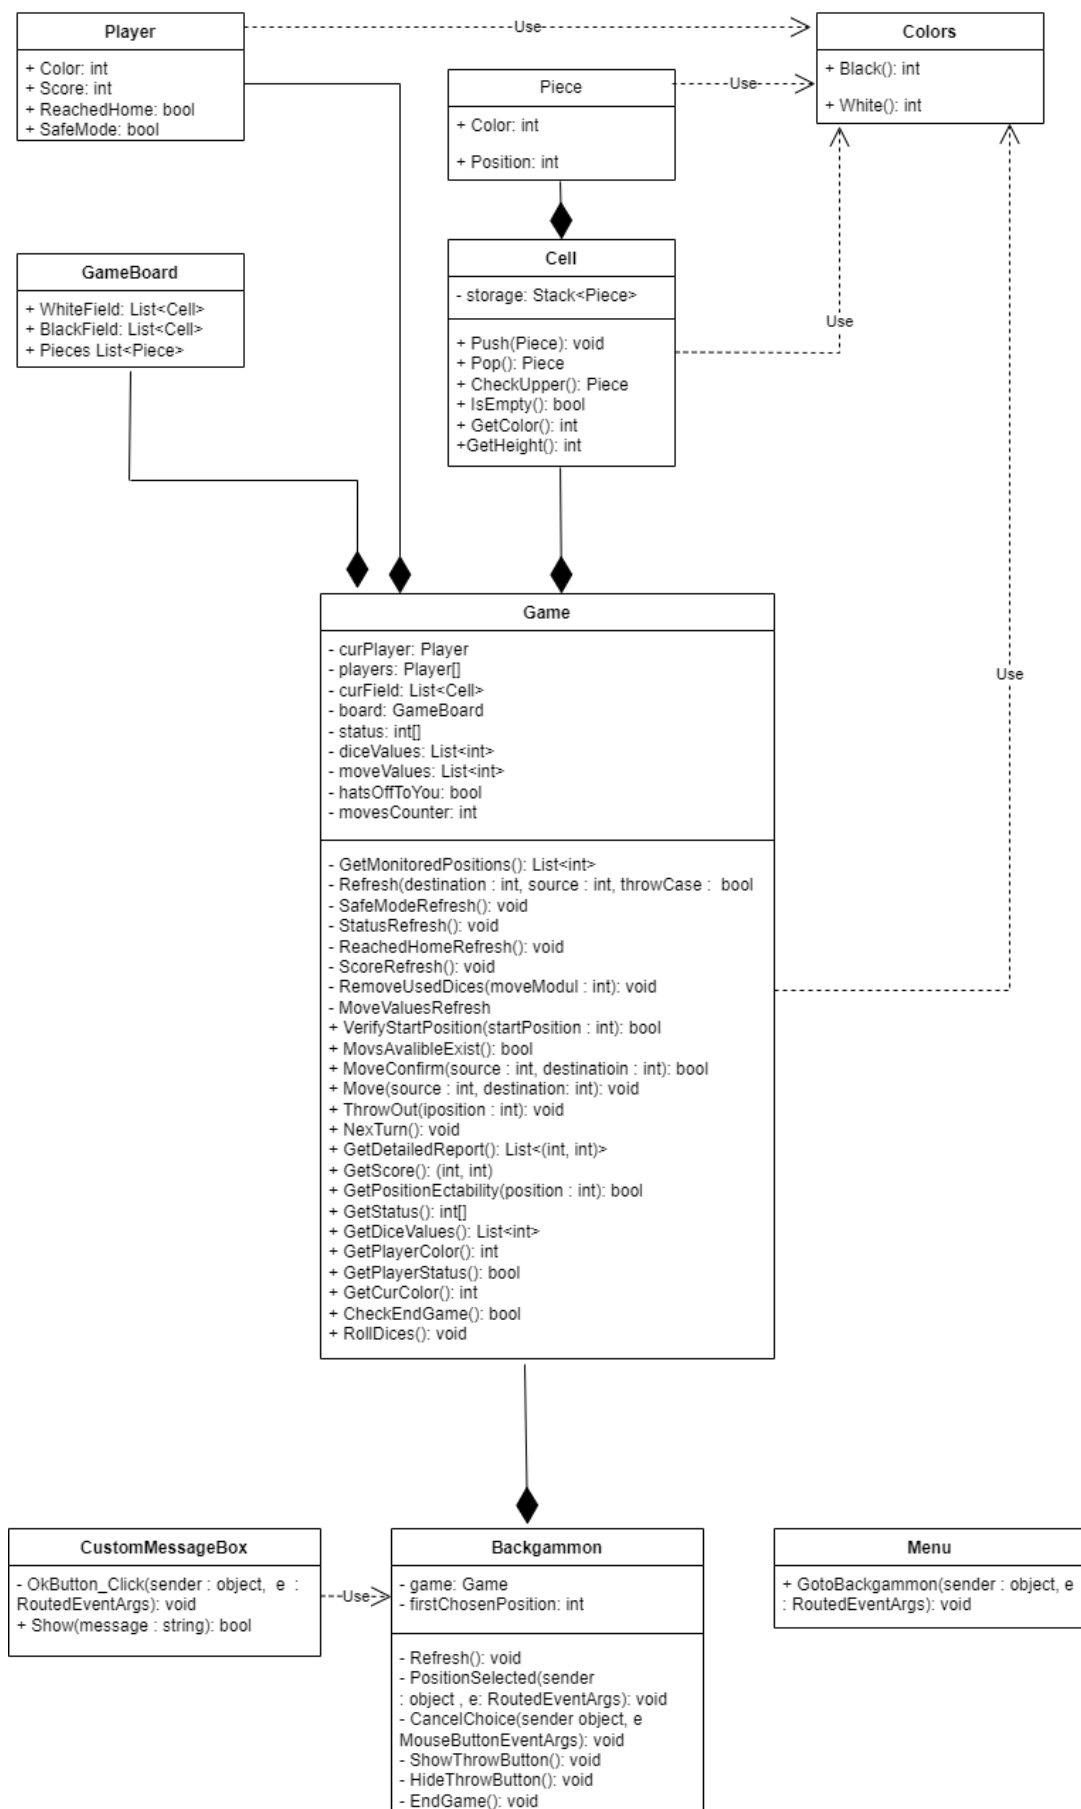 Player
+ Color: int
+ Score: int
+ ReachedHome: bool
+ SafeMode: bool
Use
Colors
+ Black(): int
+ White(): int
Piece
+ Color: int
+ Position: int
Use
Cell
- storage: Stack<Piece>
+ Push(Piece): void
+ Pop(): Piece
+ CheckUpper(): Piece
+ IsEmpty(): bool
+ GetColor(): int
+GetHeight(): int
Use
GameBoard
+ WhiteField: List<Cell>
+ BlackField: List<Cell>
+ Pieces List<Piece>
Game
- curPlayer: Player
- players: Player[]
- curField: List<Cell>
- board: GameBoard
- status: int[]
- diceValues: List<int>
- moveValues: List<int>
- hatsOffToYou: bool
- movesCounter: int
- GetMonitoredPositions(): List<int>
- Refresh(destination : int, source : int, throwCase :  bool
- SafeModeRefresh(): void
- StatusRefresh(): void
- ReachedHomeRefresh(): void
- ScoreRefresh(): void
- RemoveUsedDices(moveModul : int): void
- MoveValuesRefresh
+ VerifyStartPosition(startPosition : int): bool
+ MovsAvalibleExist(): bool
+ MoveConfirm(source : int, destinatioin : int): bool
+ Move(source : int, destination: int): void
+ ThrowOut(iposition : int): void
+ NexTurn(): void
+ GetDetailedReport(): List<(int, int)>
+ GetScore(): (int, int)
+ GetPositionEctability(position : int): bool
+ GetStatus(): int[]
+ GetDiceValues(): List<int>
+ GetPlayerColor(): int
+ GetPlayerStatus(): bool
+ GetCurColor(): int
+ CheckEndGame(): bool
+ RollDices(): void
Use
CustomMessageBox
- OkButton_Click(sender : object,  e :
RoutedEventArgs): void
+ Show(message : string): bool
Use
Backgammon
- game: Game
- firstChosenPosition: int
- Refresh(): void
- PositionSelected(sender
: object , e: RoutedEventArgs): void
- CancelChoice(sender object, e
MouseButtonEventArgs): void
- ShowThrowButton(): void
- HideThrowButton(): void
- EndGame(): void
Menu
+ GotoBackgammon(sender : object, e
: RoutedEventArgs): void